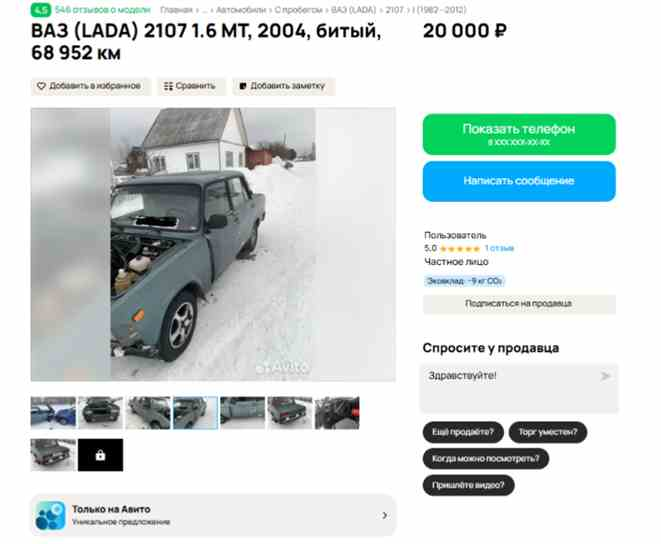 4,5 546 отзывов о модели Главная › ... › Автомобили › С пробегом › ВАЗ (LADA) › 2107 › I (1982—2012)
ВАЗ (LADA) 2107 1.6 MT, 2004, битый,
68 952 км
20 000 ₽
Добавить в избранное
Сравнить
Добавить заметку
Avito
Показать телефон
8 XXX XXX-XX-XX
Написать сообщение
Пользователь
5,0 1 отзыв
Частное лицо
Эковклад: −9 кг CO₂
Подписаться на продавца
Спросите у продавца
Здравствуйте!
Ещё продаёте?
Торг уместен?
Когда можно посмотреть?
Пришлёте видео?
Только на Авито
Уникальное предложение